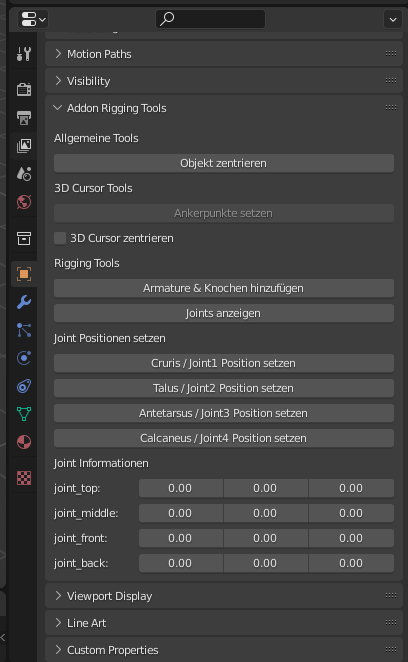 Motion Paths
Visibility
Addon Rigging Tools
Allgemeine Tools
Objekt zentrieren
3D Cursor Tools
Ankerpunkte setzen
3D Cursor zentrieren
Rigging Tools
Armature & Knochen hinzufügen
Joints anzeigen
Joint Positionen setzen
Cruris / Joint1 Position setzen
Talus / Joint2 Position setzen
Antetarsus / Joint3 Position setzen
Calcaneus / Joint4 Position setzen
Joint Informationen
joint_top: 0.00 0.00 0.00
joint_middle: 0.00 0.00 0.00
joint_front: 0.00 0.00 0.00
joint_back: 0.00 0.00 0.00
Viewport Display
Line Art
Custom Properties